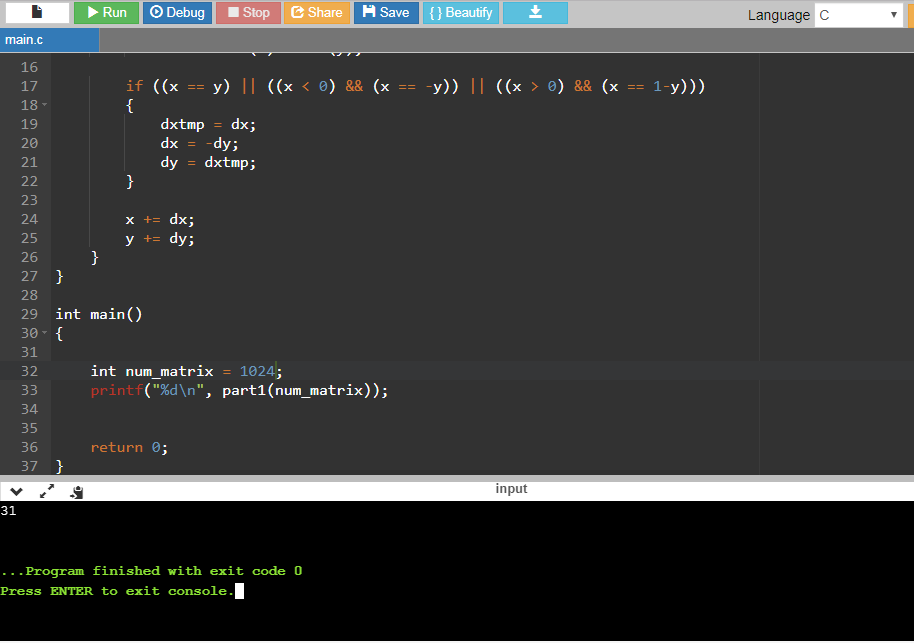 Run Debug Stop Share Save { } Beautify Language C
main.c
16
17 if ((x == y) || ((x < 0) && (x == -y)) || ((x > 0) && (x == 1-y)))
18 {
19 dxtmp = dx;
20 dx = -dy;
21 dy = dxtmp;
22 }
23
24 x += dx;
25 y += dy;
26 }
27 }
28
29 int main()
30 {
31
32 int num_matrix = 1024;
33 printf("%d\n", part1(num_matrix));
34
35
36 return 0;
37 }
input
31
...Program finished with exit code 0
Press ENTER to exit console.